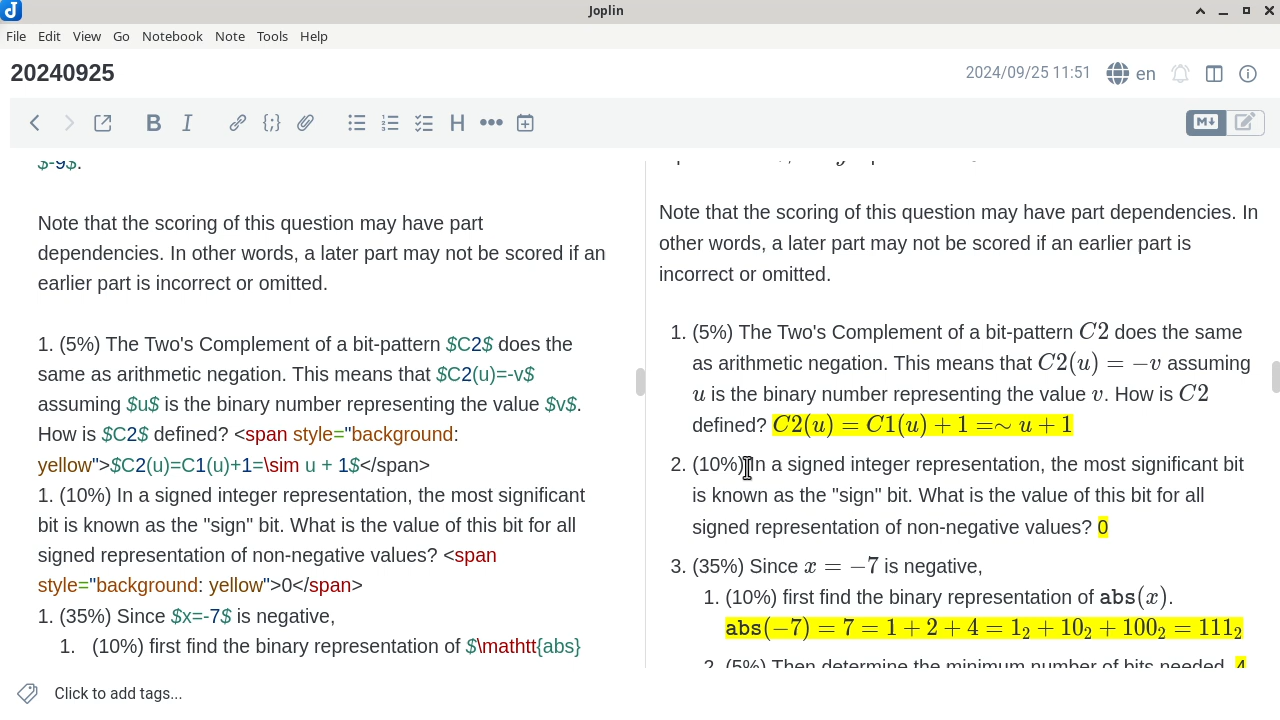 Joplin
File Edit View Go Notebook Note Tools Help
20240925
2024/09/25 11:51 en
$-9$.
Note that the scoring of this question may have part
dependencies. In other words, a later part may not be scored if an
earlier part is incorrect or omitted.
1. (5%) The Two's Complement of a bit-pattern $C2$ does the
same as arithmetic negation. This means that $C2(u)=-v$
assuming $u$ is the binary number representing the value $v$.
How is $C2$ defined? <span style="background:
yellow">$C2(u)=C1(u)+1=\sim u + 1$</span>
1. (10%) In a signed integer representation, the most significant
bit is known as the "sign" bit. What is the value of this bit for all
signed representation of non-negative values? <span
style="background: yellow">0</span>
1. (35%) Since $x=-7$ is negative,
1. (10%) first find the binary representation of $\mathtt{abs}
Note that the scoring of this question may have part dependencies. In
other words, a later part may not be scored if an earlier part is
incorrect or omitted.
1. (5%) The Two's Complement of a bit-pattern C2 does the same
as arithmetic negation. This means that C2(u) = −v assuming
u is the binary number representing the value v. How is C2
defined? C2(u) = C1(u) + 1 =∼ u + 1
2. (10%) In a signed integer representation, the most significant bit
is known as the "sign" bit. What is the value of this bit for all
signed representation of non-negative values? 0
3. (35%) Since x = −7 is negative,
1. (10%) first find the binary representation of abs(x).
abs(−7) = 7 = 1 + 2 + 4 = 1₂ + 10₂ + 100₂ = 111₂
2. (5%) Then determine the minimum number of bits needed. 4
Click to add tags...